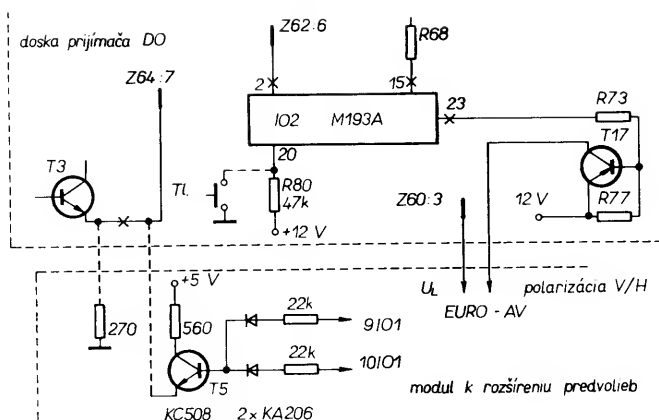 doska prijímača DO
Z64:7
Z62:6
R68
2
15
23
IO2 M193A
20
R73
T17
T3
Tl.
R80
47k
+12 V
Z60:3
12 V
R77
UL
polarizácia V/H
EURO - AV
+5 V
270
560
22k
9IO1
22k
10IO1
T5
KC508 2 x KA206
modul k rozšíreniu predvolieb